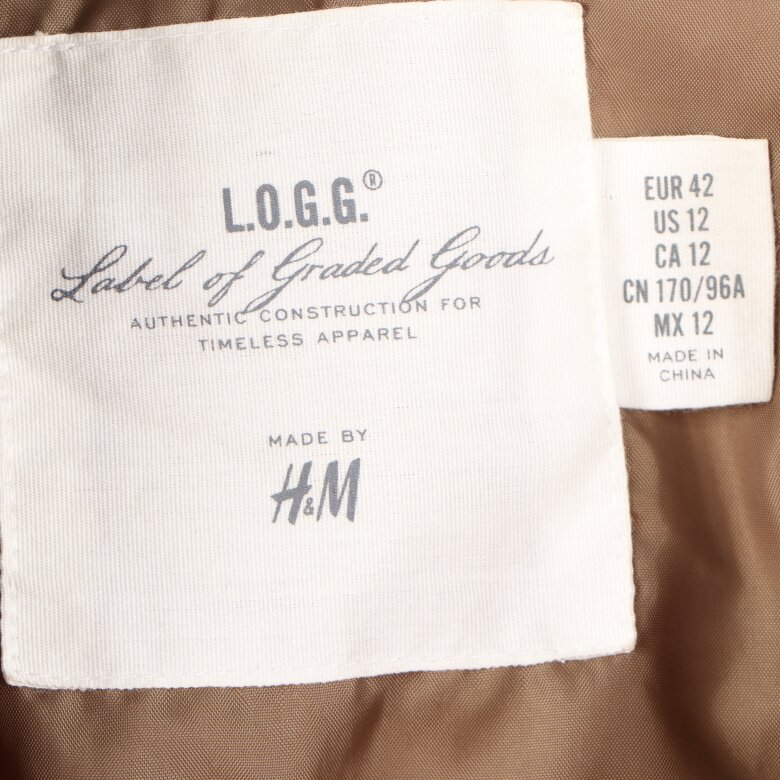 L.O.G.G.®
Label of Graded Goods
AUTHENTIC CONSTRUCTION FOR
TIMELESS APPAREL
MADE BY
H&M
EUR 42
US 12
CA 12
CN 170/96A
MX 12
MADE IN
CHINA